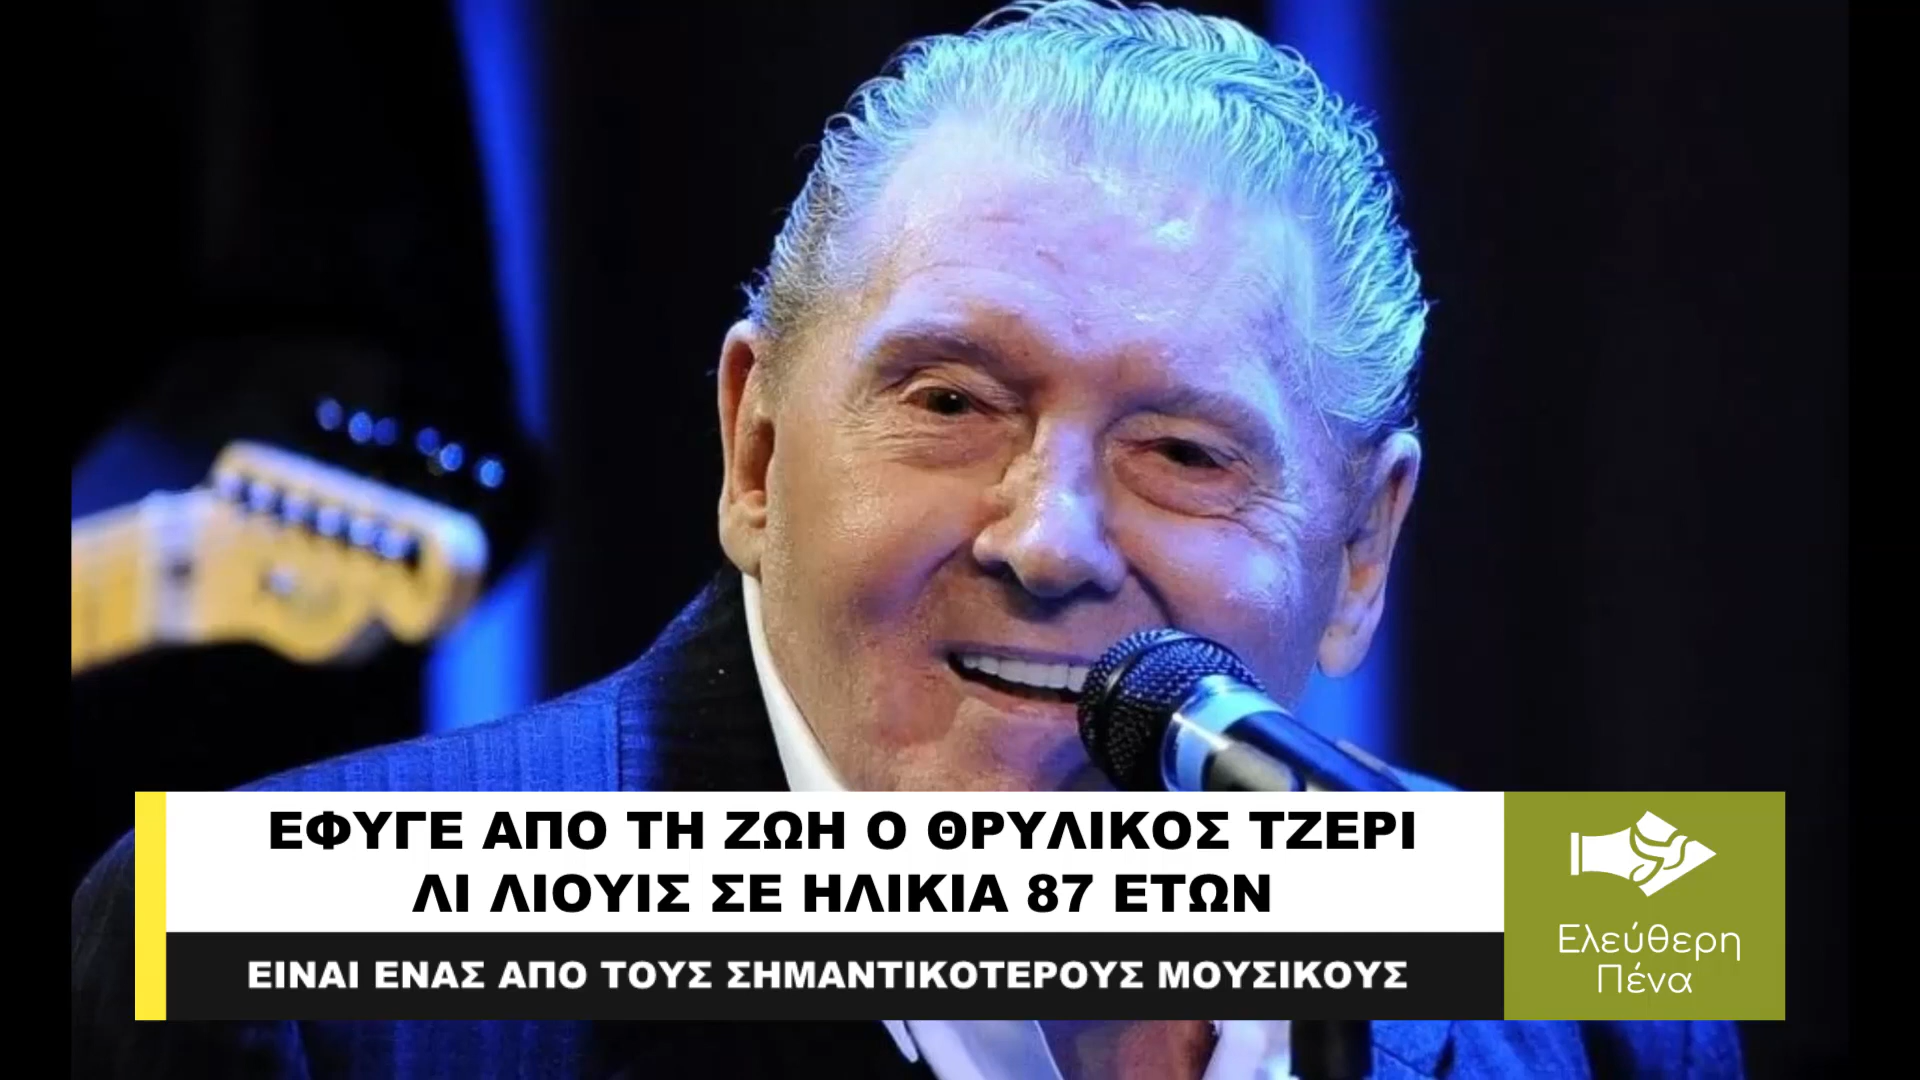 ΕΦΥΓΕ ΑΠΟ ΤΗ ΖΩΗ Ο ΘΡΥΛΙΚΟΣ ΤΖΕΡΙ
ΛΙ ΛΙΟΥΙΣ ΣΕ ΗΛΙΚΙΑ 87 ΕΤΩΝ
ΕΙΝΑΙ ΕΝΑΣ ΑΠΟ ΤΟΥΣ ΣΗΜΑΝΤΙΚΟΤΕΡΟΥΣ ΜΟΥΣΙΚΟΥΣ
Ελεύθερη
Πένα